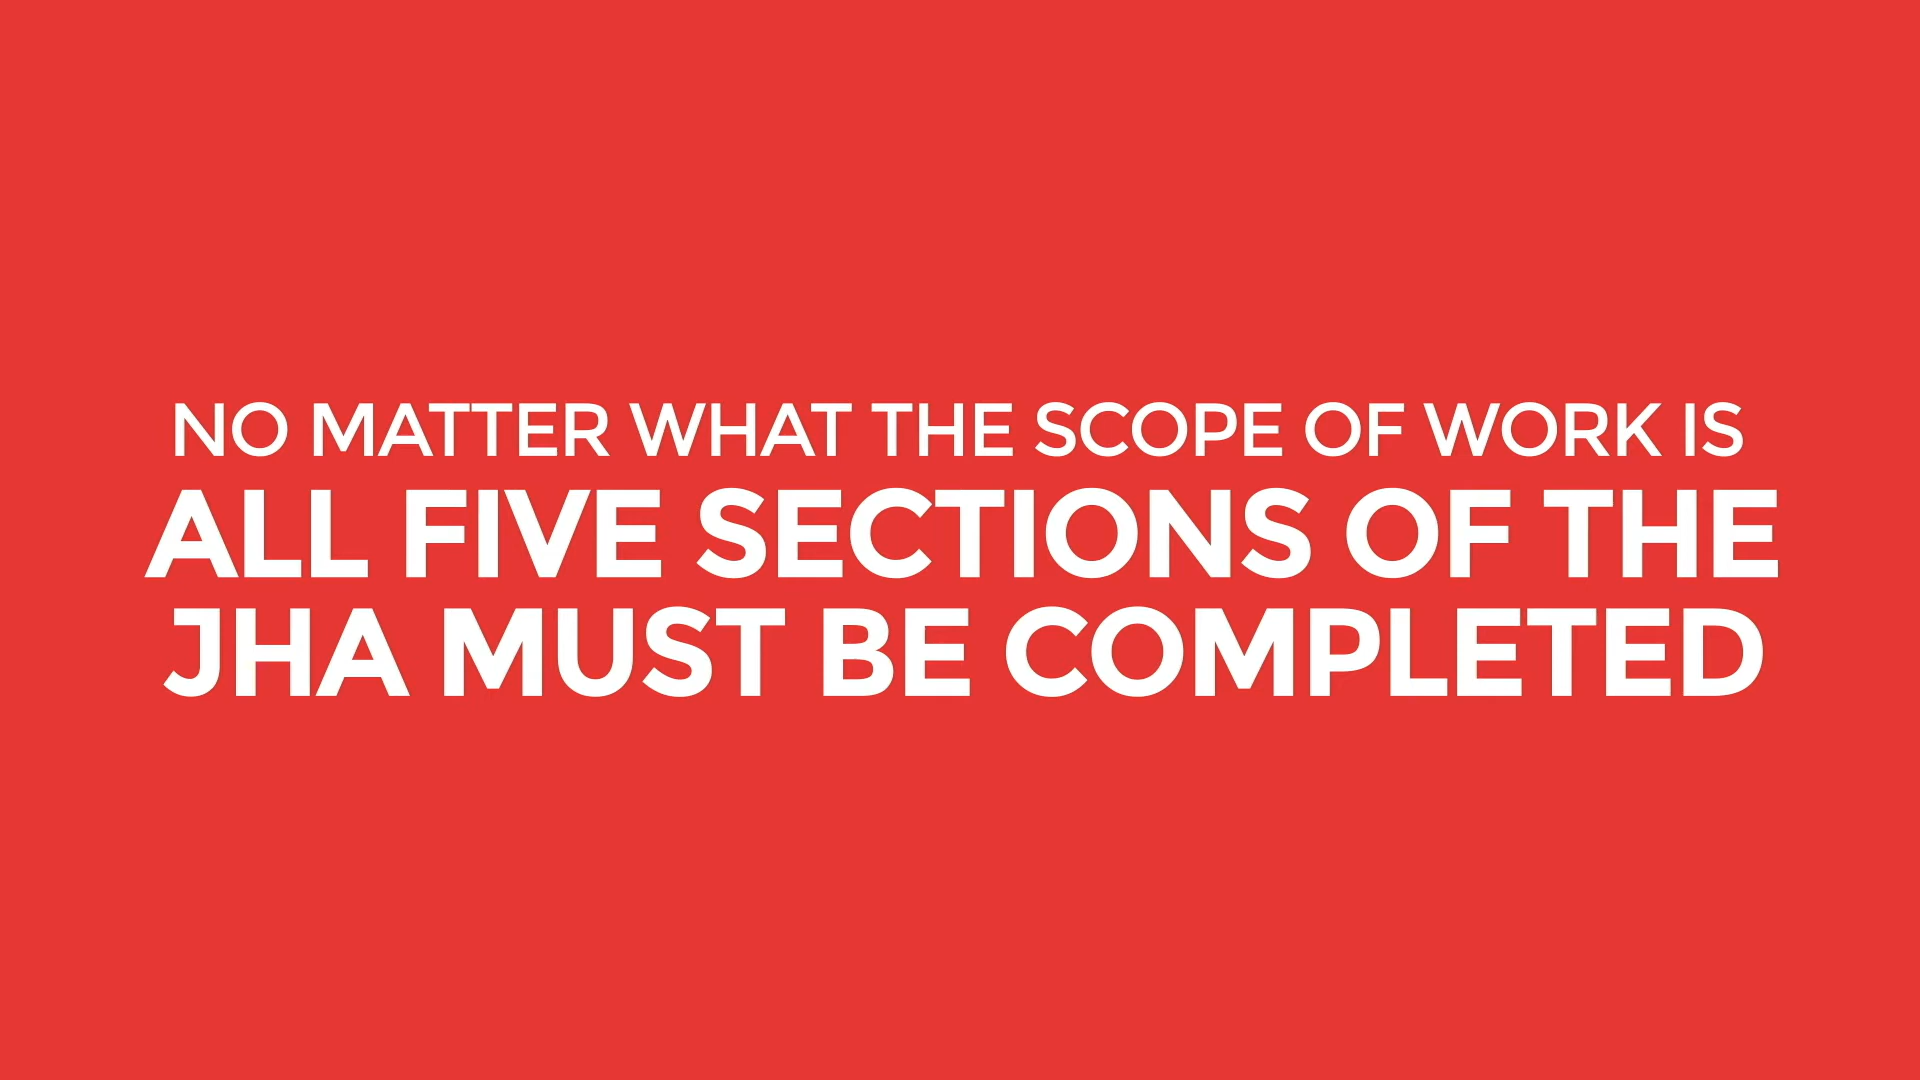 NO MATTER WHAT THE SCOPE OF WORK IS
ALL FIVE SECTIONS OF THE
JHA MUST BE COMPLETED